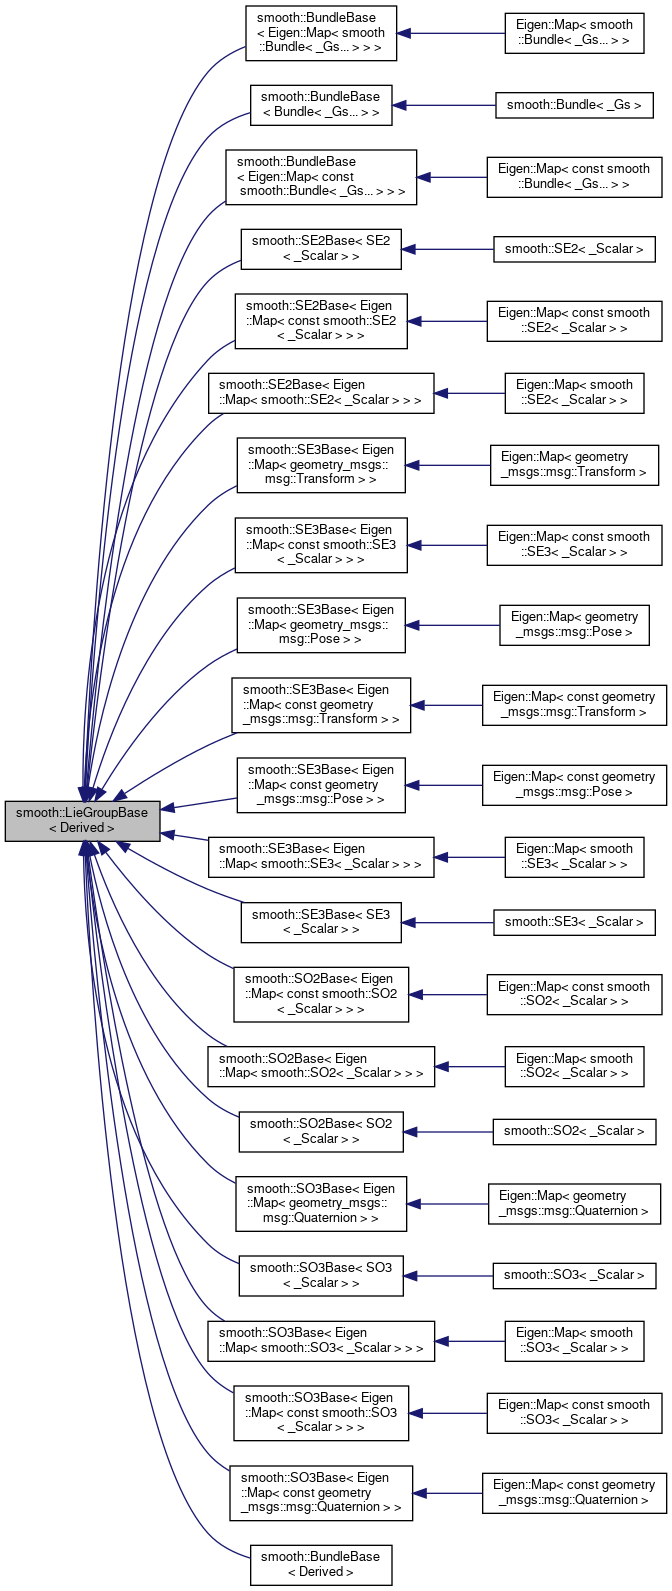 smooth::BundleBase
< Eigen::Map< smooth
::Bundle< _Gs... > > >
Eigen::Map< smooth
::Bundle< _Gs... > >
smooth::BundleBase
< Bundle< _Gs... > >
smooth::Bundle< _Gs >
smooth::BundleBase
< Eigen::Map< const
smooth::Bundle< _Gs... > > >
Eigen::Map< const smooth
::Bundle< _Gs... > >
smooth::SE2Base< SE2
< _Scalar > >
smooth::SE2< _Scalar >
smooth::SE2Base< Eigen
::Map< const smooth::SE2
< _Scalar > > >
Eigen::Map< const smooth
::SE2< _Scalar > >
smooth::SE2Base< Eigen
::Map< smooth::SE2< _Scalar > > >
Eigen::Map< smooth
::SE2< _Scalar > >
smooth::SE3Base< Eigen
::Map< geometry_msgs::
msg::Transform > >
Eigen::Map< geometry
_msgs::msg::Transform >
smooth::SE3Base< Eigen
::Map< const smooth::SE3
< _Scalar > > >
Eigen::Map< const smooth
::SE3< _Scalar > >
smooth::SE3Base< Eigen
::Map< geometry_msgs::
msg::Pose > >
Eigen::Map< geometry
_msgs::msg::Pose >
smooth::SE3Base< Eigen
::Map< const geometry
_msgs::msg::Transform > >
Eigen::Map< const geometry
_msgs::msg::Transform >
smooth::SE3Base< Eigen
::Map< const geometry
_msgs::msg::Pose > >
Eigen::Map< const geometry
_msgs::msg::Pose >
smooth::LieGroupBase
< Derived >
smooth::SE3Base< Eigen
::Map< smooth::SE3< _Scalar > > >
Eigen::Map< smooth
::SE3< _Scalar > >
smooth::SE3Base< SE3
< _Scalar > >
smooth::SE3< _Scalar >
smooth::SO2Base< Eigen
::Map< const smooth::SO2
< _Scalar > > >
Eigen::Map< const smooth
::SO2< _Scalar > >
smooth::SO2Base< Eigen
::Map< smooth::SO2< _Scalar > > >
Eigen::Map< smooth
::SO2< _Scalar > >
smooth::SO2Base< SO2
< _Scalar > >
smooth::SO2< _Scalar >
smooth::SO3Base< Eigen
::Map< geometry_msgs::
msg::Quaternion > >
Eigen::Map< geometry
_msgs::msg::Quaternion >
smooth::SO3Base< SO3
< _Scalar > >
smooth::SO3< _Scalar >
smooth::SO3Base< Eigen
::Map< smooth::SO3< _Scalar > > >
Eigen::Map< smooth
::SO3< _Scalar > >
smooth::SO3Base< Eigen
::Map< const smooth::SO3
< _Scalar > > >
Eigen::Map< const smooth
::SO3< _Scalar > >
smooth::SO3Base< Eigen
::Map< const geometry
_msgs::msg::Quaternion > >
Eigen::Map< const geometry
_msgs::msg::Quaternion >
smooth::BundleBase
< Derived >